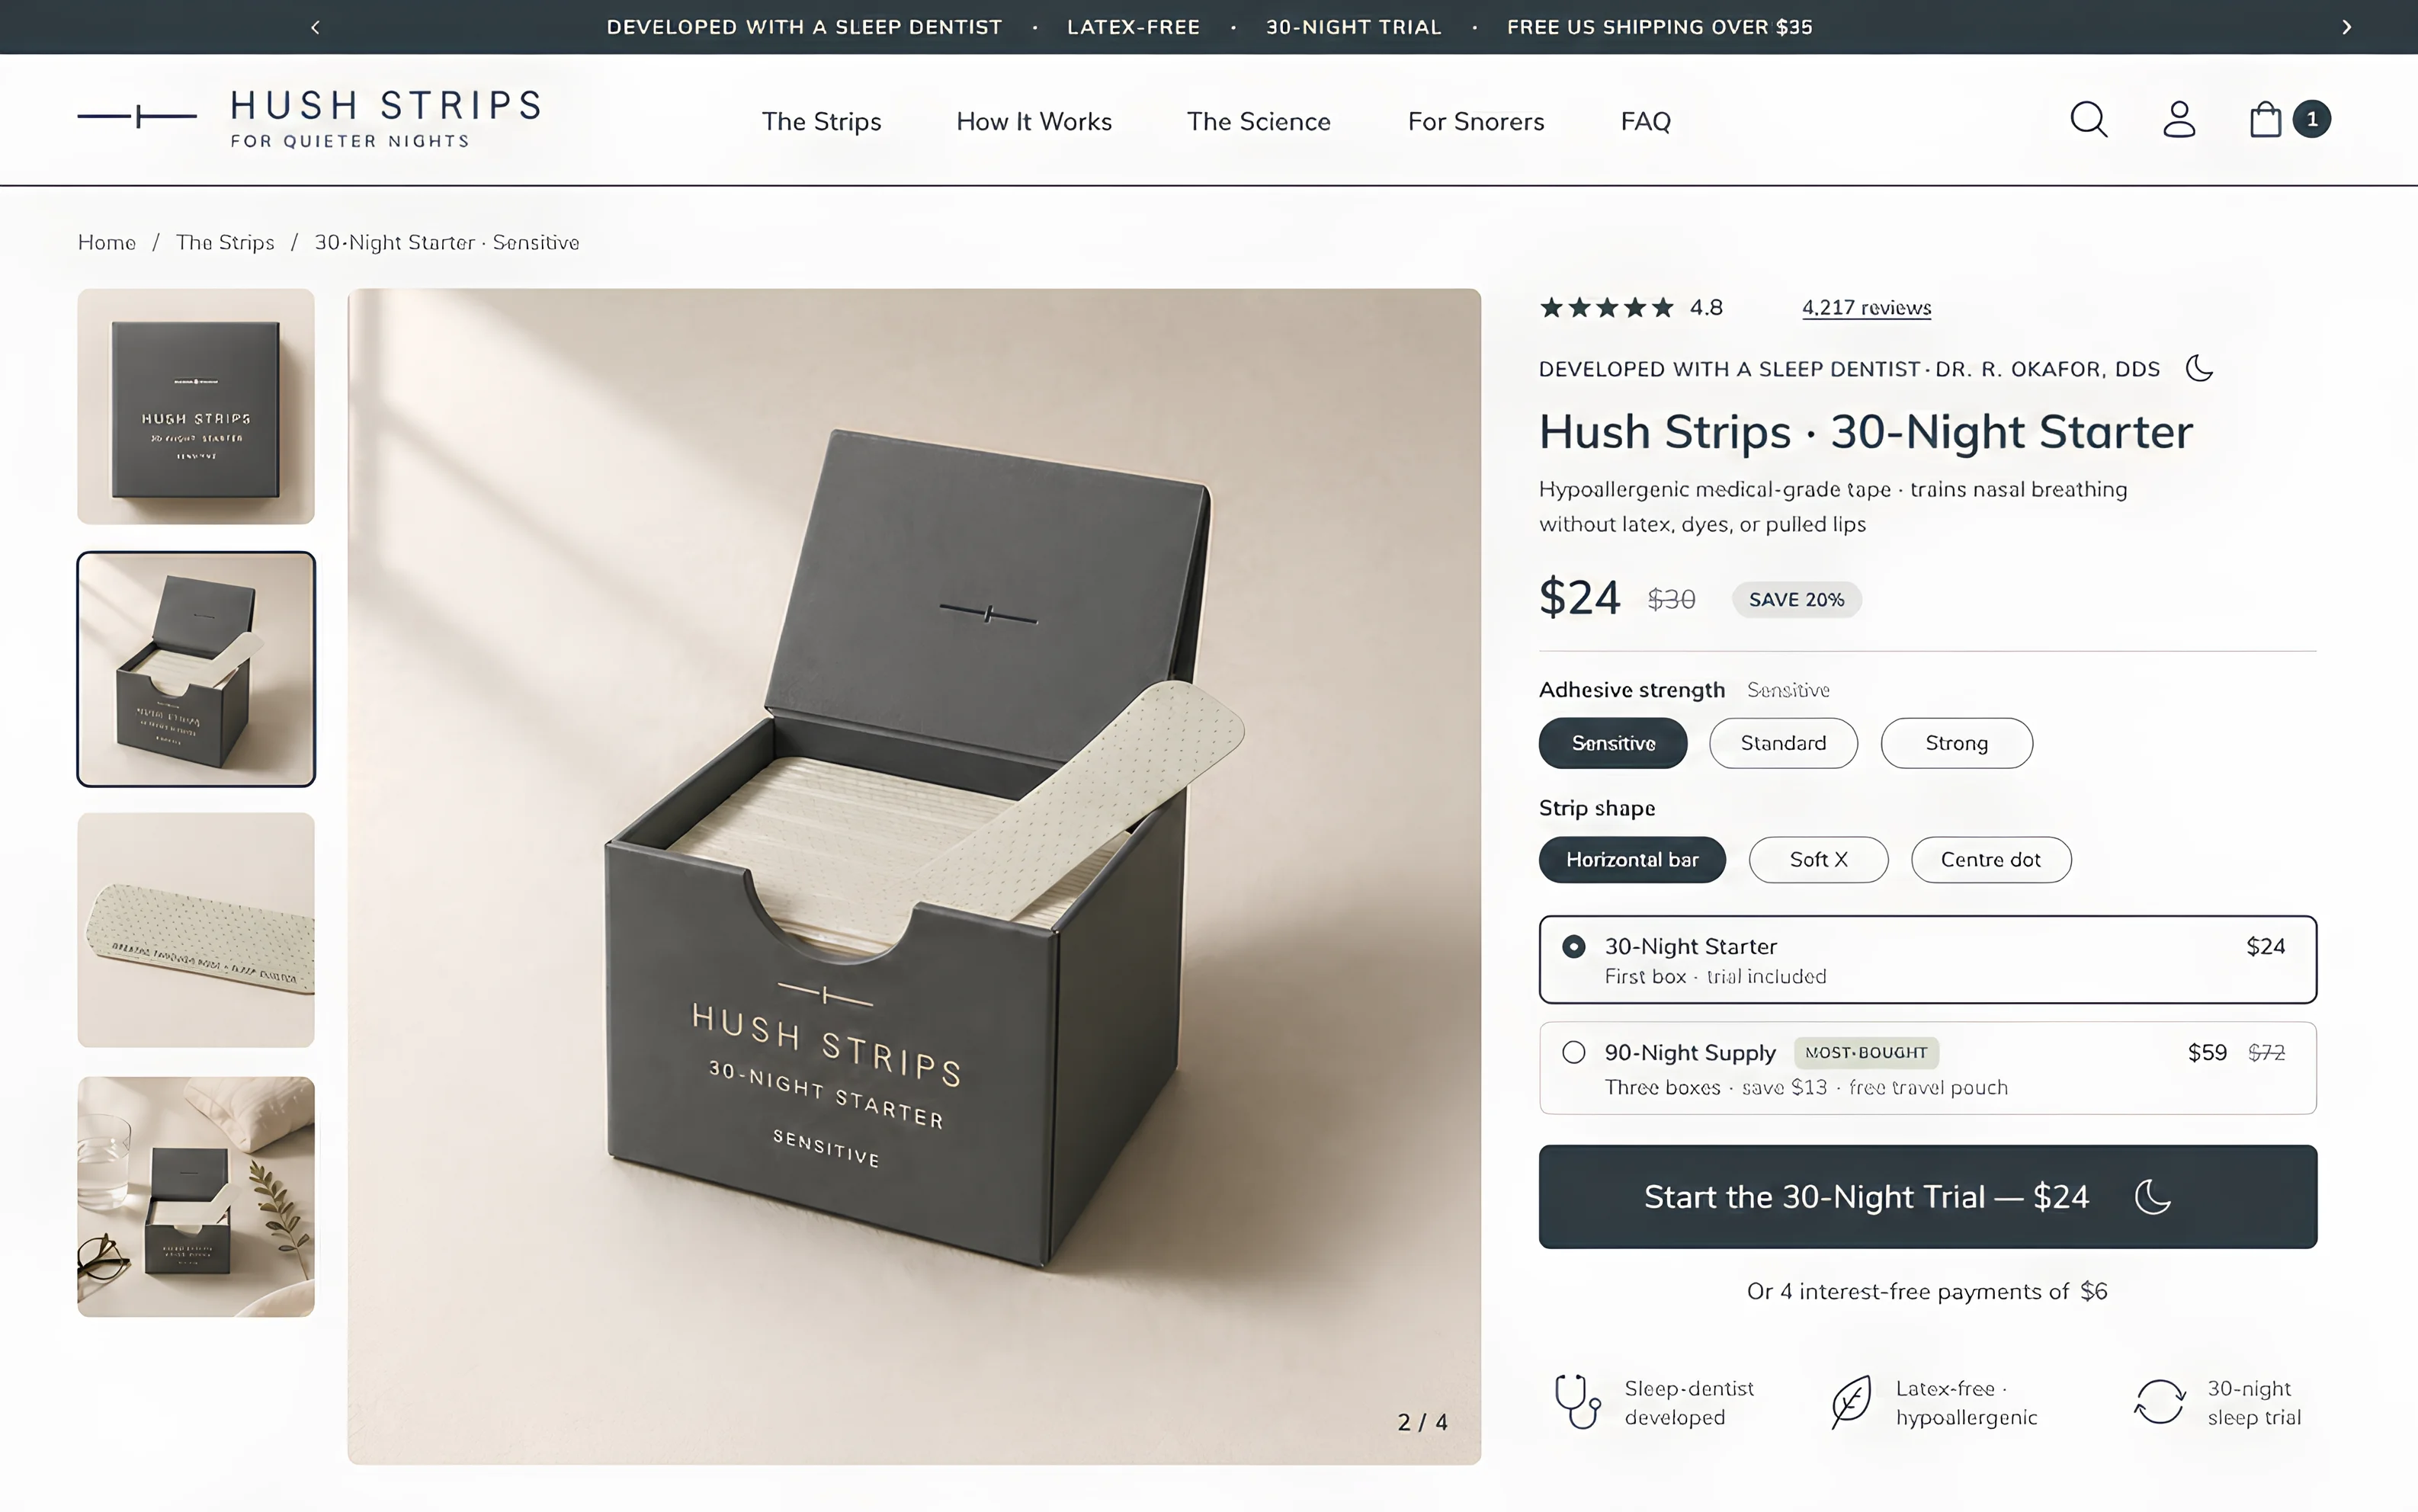 DEVELOPED WITH A SLEEP DENTIST · LATEX-FREE · 30-NIGHT TRIAL · FREE US SHIPPING OVER $35
HUSH STRIPS
FOR QUIETER NIGHTS
The Strips How It Works The Science For Snorers FAQ
1
Home / The Strips / 30-Night Starter · Sensitive
HUSH STRIPS
30-NIGHT STARTER
HUSH STRIPS
30-NIGHT STARTER
SENSITIVE
2 / 4
★★★★★ 4.8 4,217 reviews
DEVELOPED WITH A SLEEP DENTIST · DR. R. OKAFOR, DDS
Hush Strips · 30-Night Starter
Hypoallergenic medical-grade tape · trains nasal breathing
without latex, dyes, or pulled lips
$24 $30 SAVE 20%
Adhesive strength Sensitive
Sensitive Standard Strong
Strip shape
Horizontal bar Soft X Centre dot
30-Night Starter $24
First box · trial included
90-Night Supply MOST-BOUGHT $59 $72
Three boxes · save $13 · free travel pouch
Start the 30-Night Trial — $24
Or 4 interest-free payments of $6
Sleep-dentist
developed
Latex-free ·
hypoallergenic
30-night
sleep trial